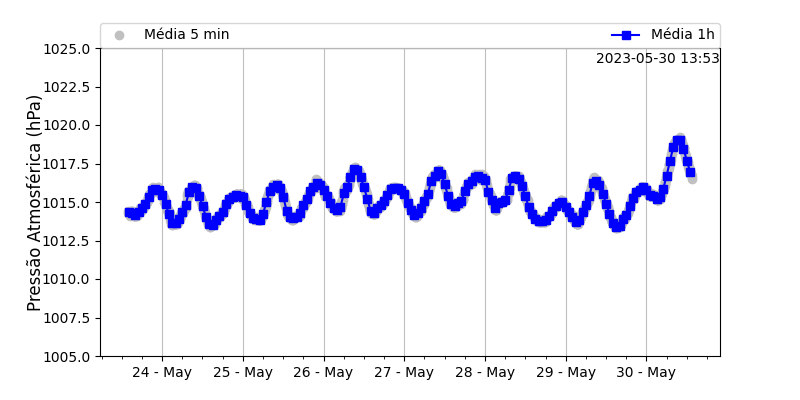 Média 5 min
Média 1h
2023-05-30 13:53
Pressão Atmosférica (hPa)
1025.0
1022.5
1020.0
1017.5
1015.0
1012.5
1010.0
1007.5
1005.0
24 - May
25 - May
26 - May
27 - May
28 - May
29 - May
30 - May